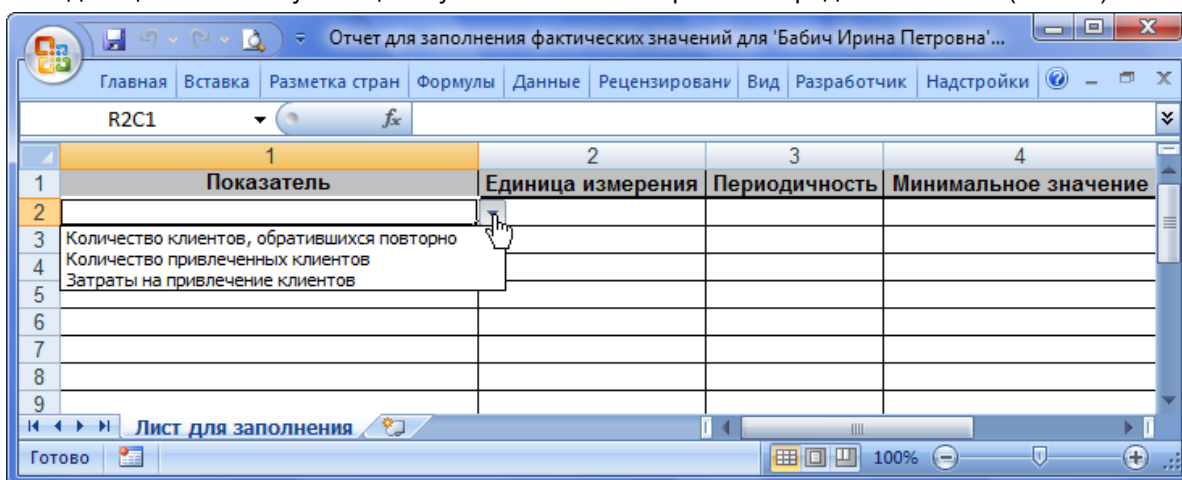 Отчет для заполнения фактических значений для 'Бабич Ирина Петровна'...
Главная Вставка Разметка стран Формулы Данные Рецензировани Вид Разработчик Надстройки
R2C1 fx
1 2 3 4
1 Показатель Единица измерения Периодичность Минимальное значение
2
3 Количество клиентов, обратившихся повторно
4 Количество привлеченных клиентов
5 Затраты на привлечение клиентов
6
7
8
9
Лист для заполнения
Готово 100%